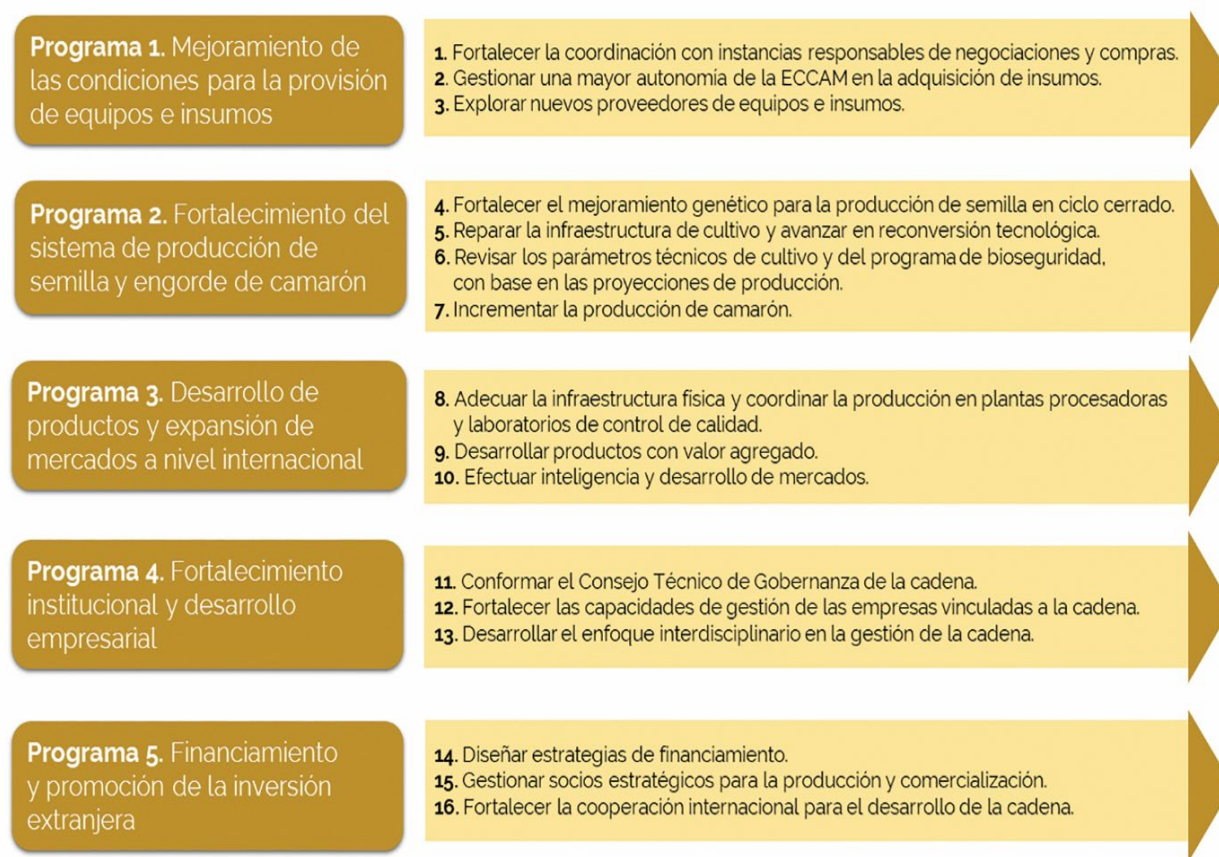 Programa 1. Mejoramiento de
las condiciones para la provisión
de equipos e insumos
1. Fortalecer la coordinación con instancias responsables de negociaciones y compras.
2. Gestionar una mayor autonomía de la ECCAM en la adquisición de insumos.
3. Explorar nuevos proveedores de equipos e insumos.
Programa 2. Fortalecimiento del
sistema de producción de
semilla y engorde de camarón
4. Fortalecer el mejoramiento genético para la producción de semilla en ciclo cerrado.
5. Reparar la infraestructura de cultivo y avanzar en reconversión tecnológica.
6. Revisar los parámetros técnicos de cultivo y del programa de bioseguridad,
con base en las proyecciones de producción.
7. Incrementar la producción de camarón.
Programa 3. Desarrollo de
productos y expansión de
mercados a nivel internacional
8. Adecuar la infraestructura física y coordinar la producción en plantas procesadoras
y laboratorios de control de calidad.
9. Desarrollar productos con valor agregado.
10. Efectuar inteligencia y desarrollo de mercados.
Programa 4. Fortalecimiento
institucional y desarrollo
empresarial
11. Conformar el Consejo Técnico de Gobernanza de la cadena.
12. Fortalecer las capacidades de gestión de las empresas vinculadas a la cadena.
13. Desarrollar el enfoque interdisciplinario en la gestión de la cadena.
Programa 5. Financiamiento
y promoción de la inversión
extranjera
14. Diseñar estrategias de financiamiento.
15. Gestionar socios estratégicos para la producción y comercialización.
16. Fortalecer la cooperación internacional para el desarrollo de la cadena.